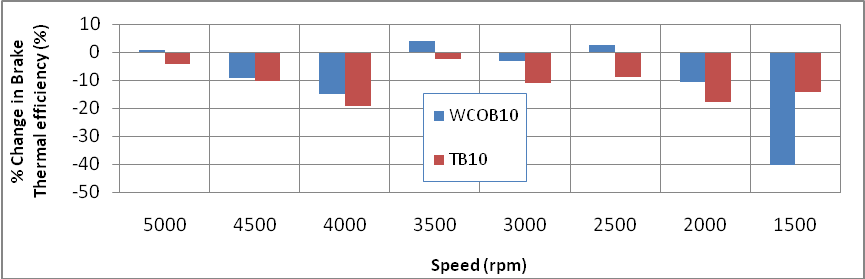 % Change in Brake
Thermal efficiency (%)
10
0
-10
-20
-30
-40
-50
WCOB10
TB10
5000 4500 4000 3500 3000 2500 2000 1500
Speed (rpm)